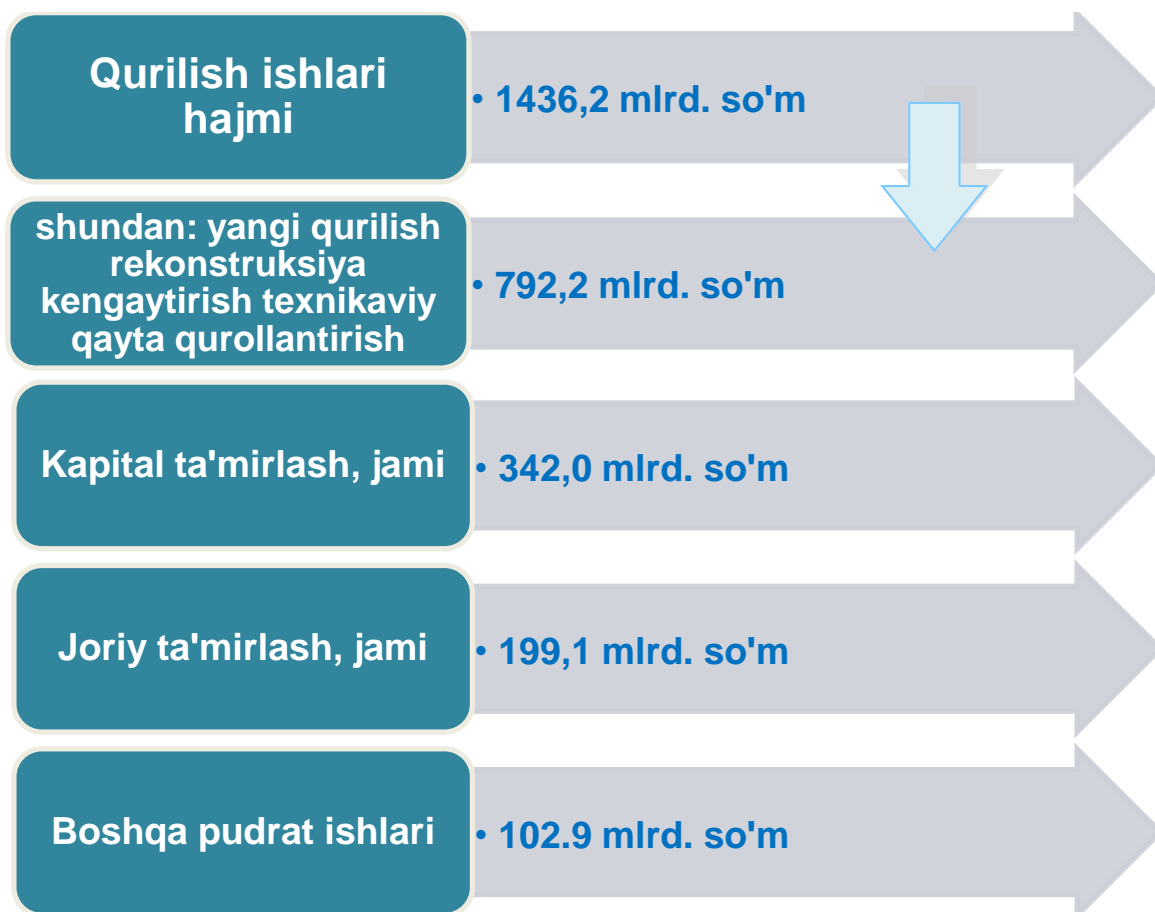 Qurilish ishlari
hajmi
• 1436,2 mlrd. so'm
shundan: yangi qurilish
rekonstruksiya
kengaytirish texnikaviy
qayta qurollantirish
• 792,2 mlrd. so'm
Kapital ta'mirlash, jami
• 342,0 mlrd. so'm
Joriy ta'mirlash, jami
• 199,1 mlrd. so'm
Boshqa pudrat ishlari
• 102.9 mlrd. so'm